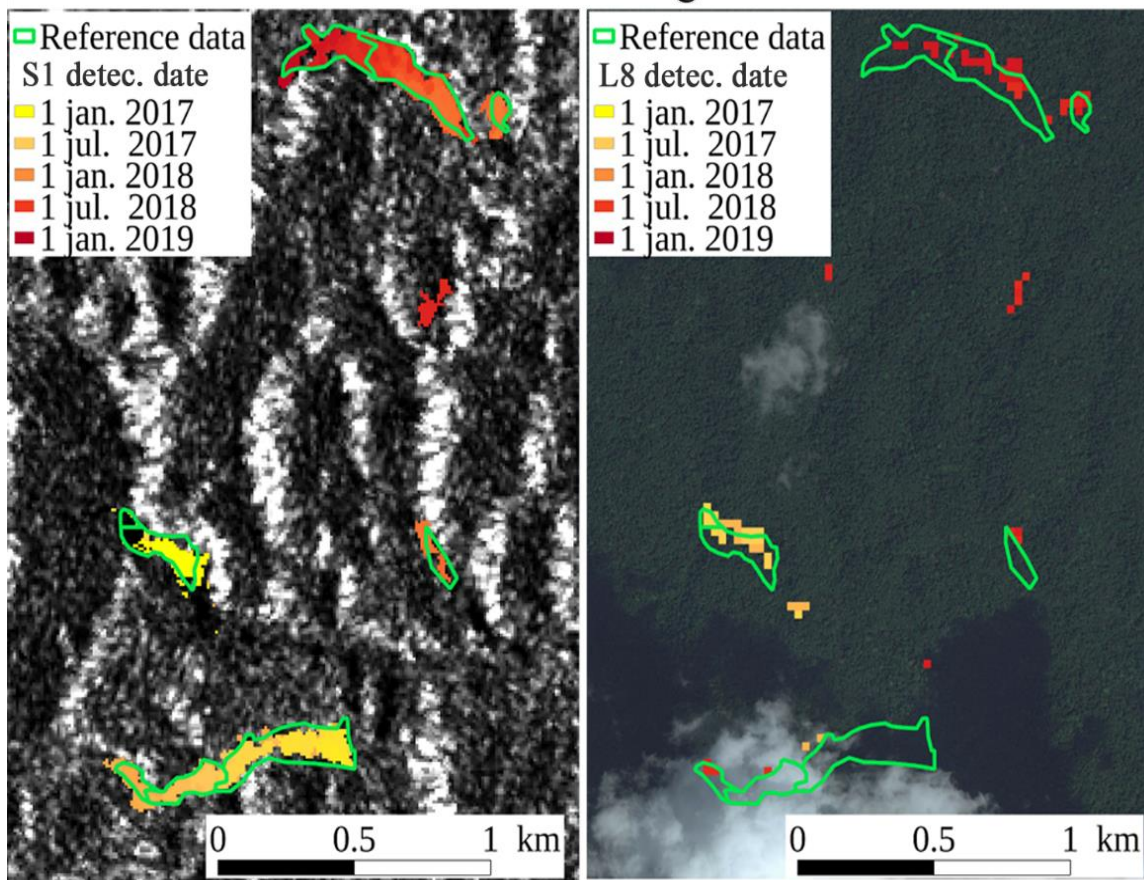 Reference data
S1 detec. date
1 jan. 2017
1 jul. 2017
1 jan. 2018
1 jul. 2018
1 jan. 2019
0 0.5 1 km
Reference data
L8 detec. date
1 jan. 2017
1 jul. 2017
1 jan. 2018
1 jul. 2018
1 jan. 2019
0 0.5 1 km